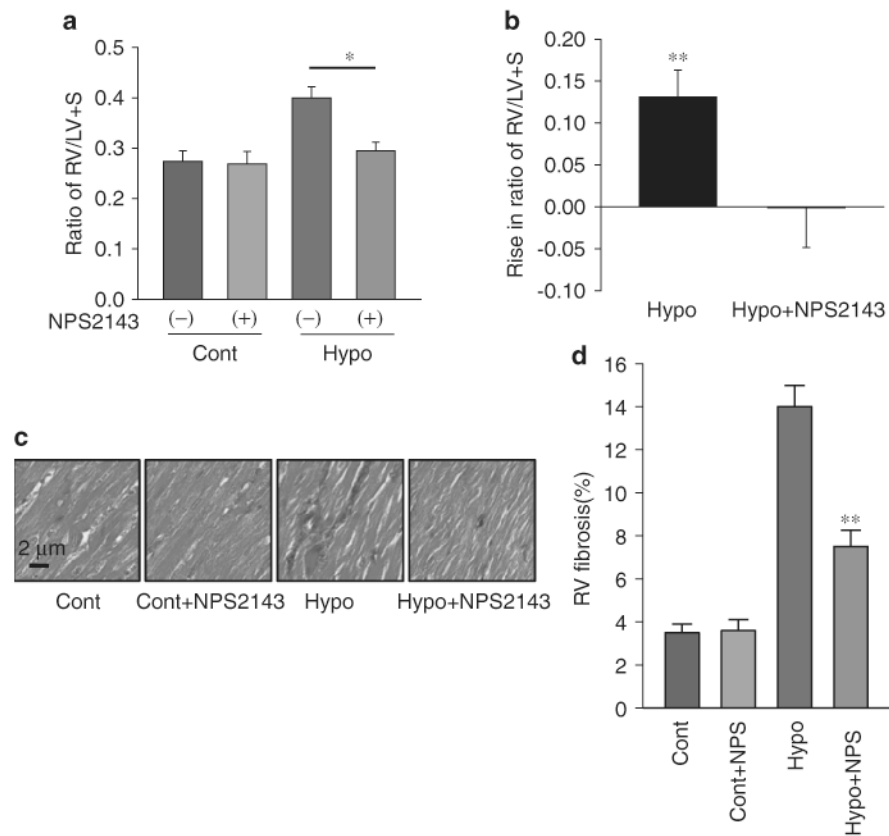 a
0.5
0.4
0.3
0.2
0.1
0.0
Ratio of RV/LV+S
*
NPS2143 (–) (+) (–) (+)
Cont Hypo
b
0.20
0.15
0.10
0.05
0.00
-0.05
-0.10
Rise in ratio of RV/LV+S
**
Hypo Hypo+NPS2143
c
2 μm
Cont Cont+NPS2143 Hypo Hypo+NPS2143
d
16
14
12
10
8
6
4
2
0
RV fibrosis(%)
**
Cont
Cont+NPS
Hypo
Hypo+NPS